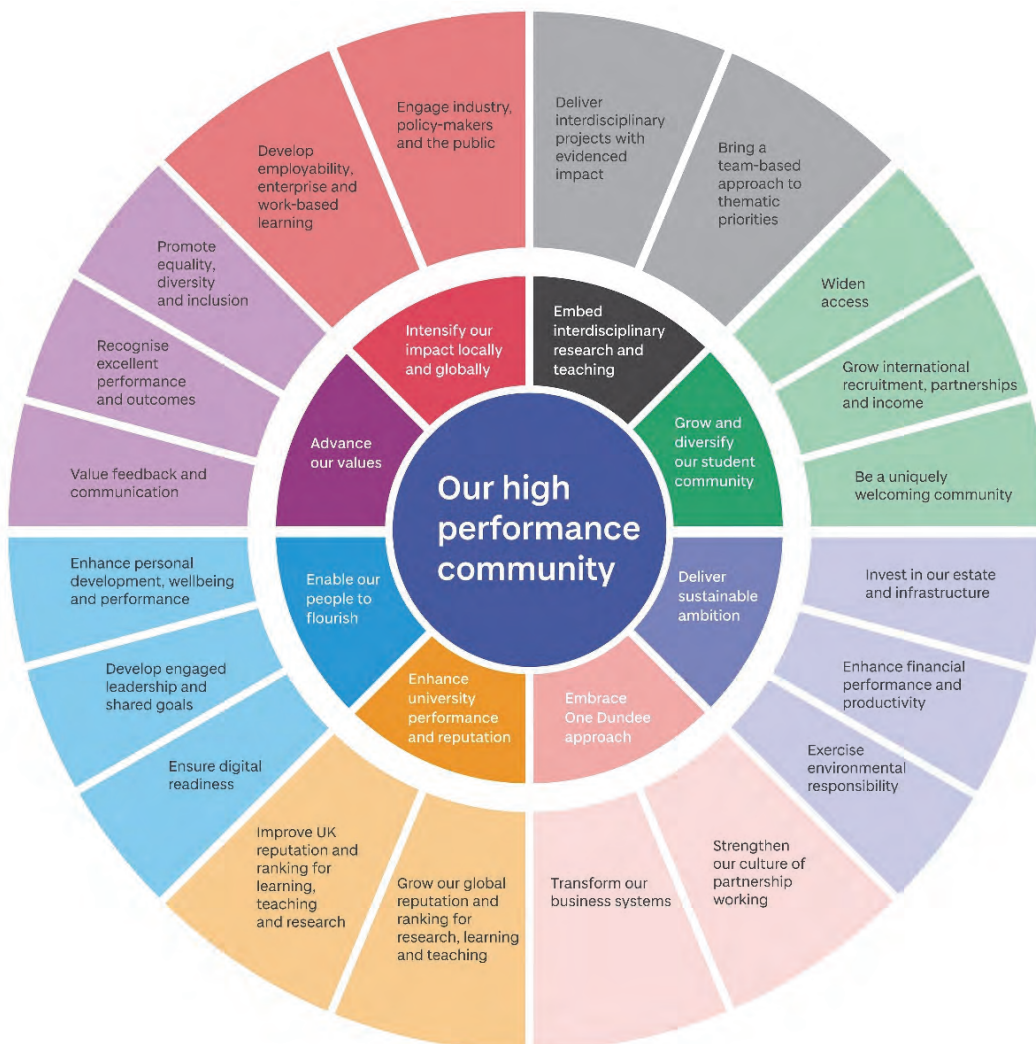 Our high
performance
community
Embed
interdisciplinary
research and
teaching
Deliver
interdisciplinary
projects with
evidenced
impact
Bring a
team-based
approach to
thematic
priorities
Grow and
diversify
our student
community
Widen
access
Grow international
recruitment, partnerships
and income
Be a uniquely
welcoming community
Deliver
sustainable
ambition
Invest in our estate
and infrastructure
Enhance financial
performance and
productivity
Exercise
environmental
responsibility
Embrace
One Dundee
approach
Strengthen
our culture of
partnership
working
Transform our
business systems
Enhance
university
performance
and reputation
Grow our global
reputation and
ranking for
research, learning
and teaching
Improve UK
reputation and
ranking for
learning,
teaching
and research
Enable our
people to
flourish
Ensure digital
readiness
Develop engaged
leadership and
shared goals
Enhance personal
development, wellbeing
and performance
Advance
our values
Value feedback and
communication
Recognise
excellent
performance
and outcomes
Promote
equality,
diversity
and inclusion
Intensify our
impact locally
and globally
Develop
employability,
enterprise and
work-based
learning
Engage industry,
policy-makers
and the public